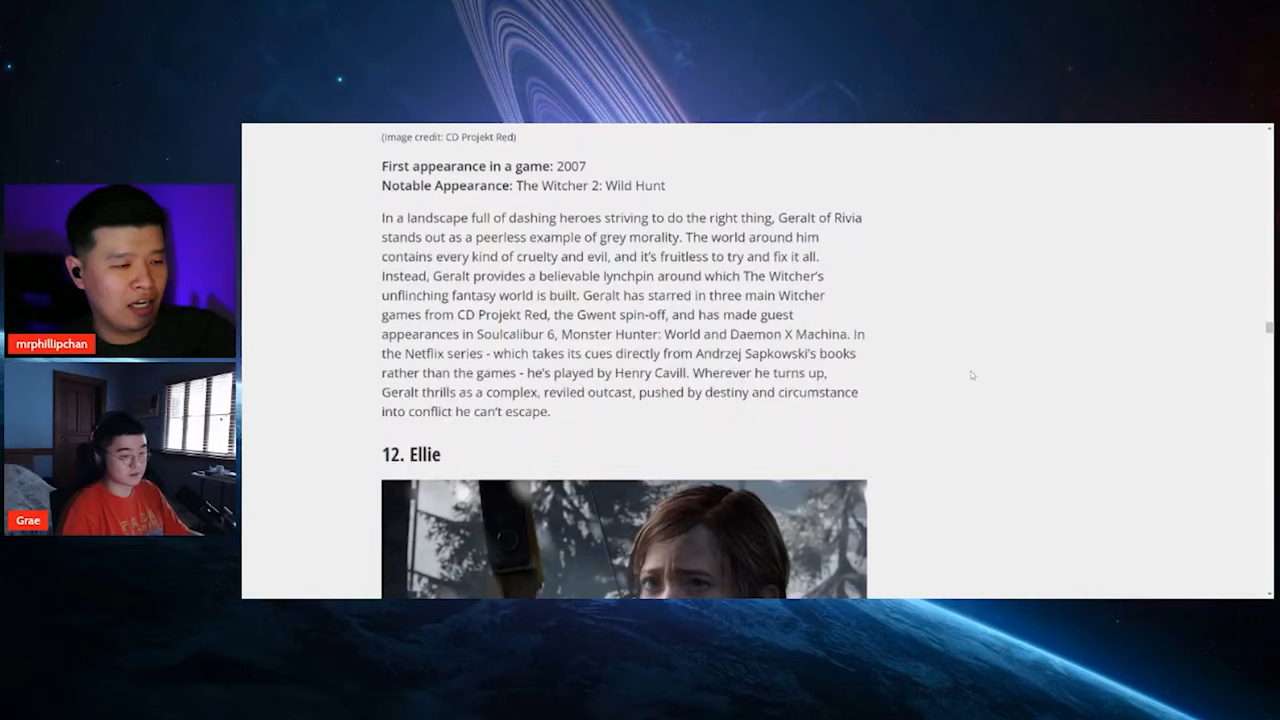 (Image credit: CD Projekt Red)
First appearance in a game: 2007
Notable Appearance: The Witcher 2: Wild Hunt
In a landscape full of dashing heroes striving to do the right thing, Geralt of Rivia
stands out as a peerless example of grey morality. The world around him
contains every kind of cruelty and evil, and it's fruitless to try and fix it all.
Instead, Geralt provides a believable lynchpin around which The Witcher's
unflinching fantasy world is built. Geralt has starred in three main Witcher
games from CD Projekt Red, the Gwent spin-off, and has made guest
appearances in Soulcalibur 6, Monster Hunter: World and Daemon X Machina. In
the Netflix series - which takes its cues directly from Andrzej Sapkowski's books
rather than the games - he's played by Henry Cavill. Wherever he turns up,
Geralt thrills as a complex, reviled outcast, pushed by destiny and circumstance
into conflict he can't escape.
12. Ellie
mrphillipchan
Grae